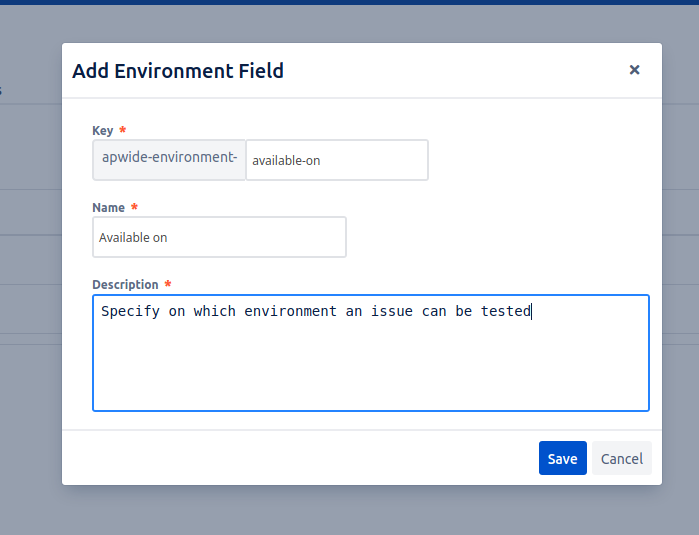 Add Environment Field
Key *
apwide-environment- available-on
Name *
Available on
Description *
Specify on which environment an issue can be tested
Save Cancel